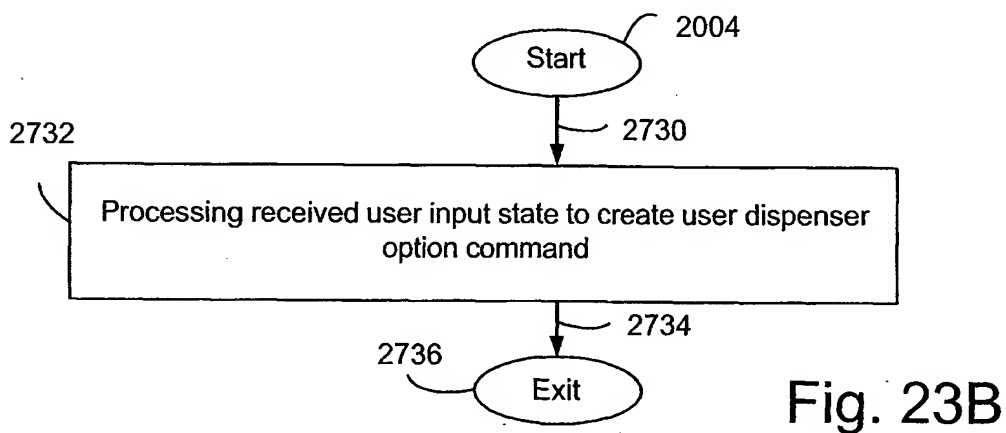 2004
Start
2730
2732
Processing received user input state to create user dispenser
option command
2734
2736
Exit
Fig. 23B